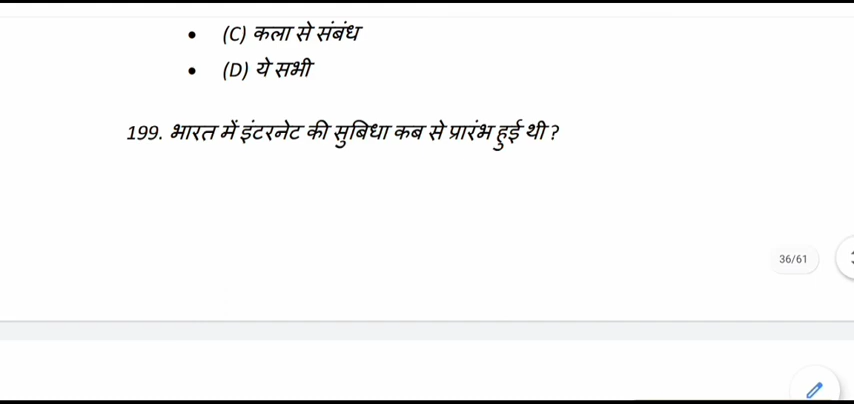 • (C) कला से संबंध
• (D) ये सभी
199. भारत में इंटरनेट की सुबिधा कब से प्रारंभ हुई थी ?
36/61